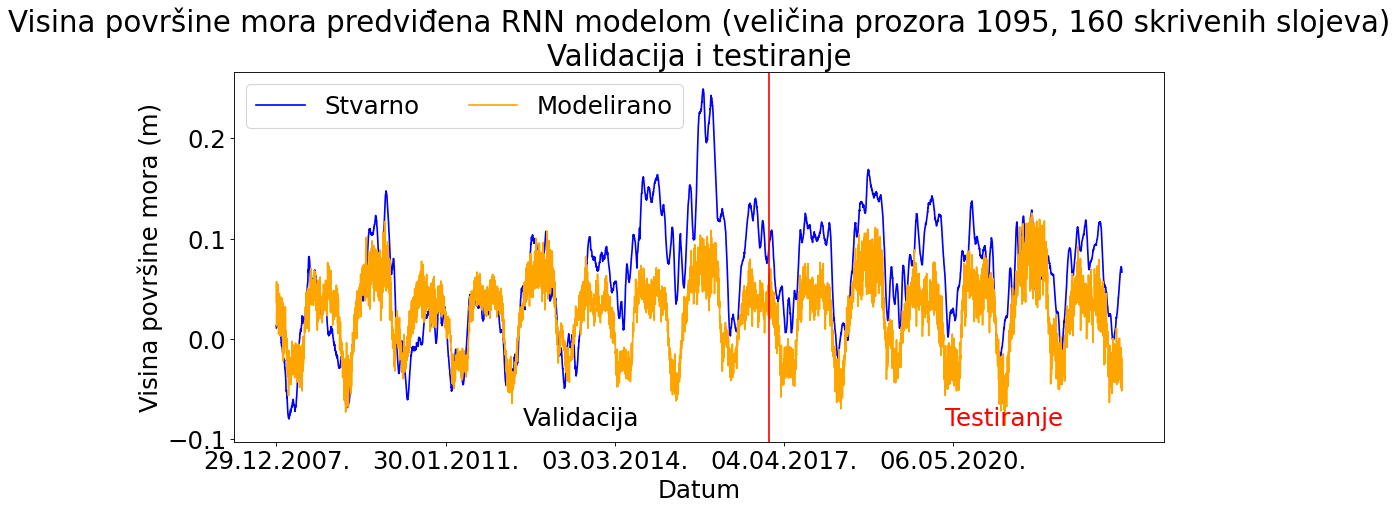 Visina površine mora predviđena RNN modelom (veličina prozora 1095, 160 skrivenih slojeva)
Validacija i testiranje
Stvarno
Modelirano
Visina površine mora (m)
0.2
0.1
0.0
−0.1
Validacija
Testiranje
29.12.2007.
30.01.2011.
03.03.2014.
04.04.2017.
06.05.2020.
Datum